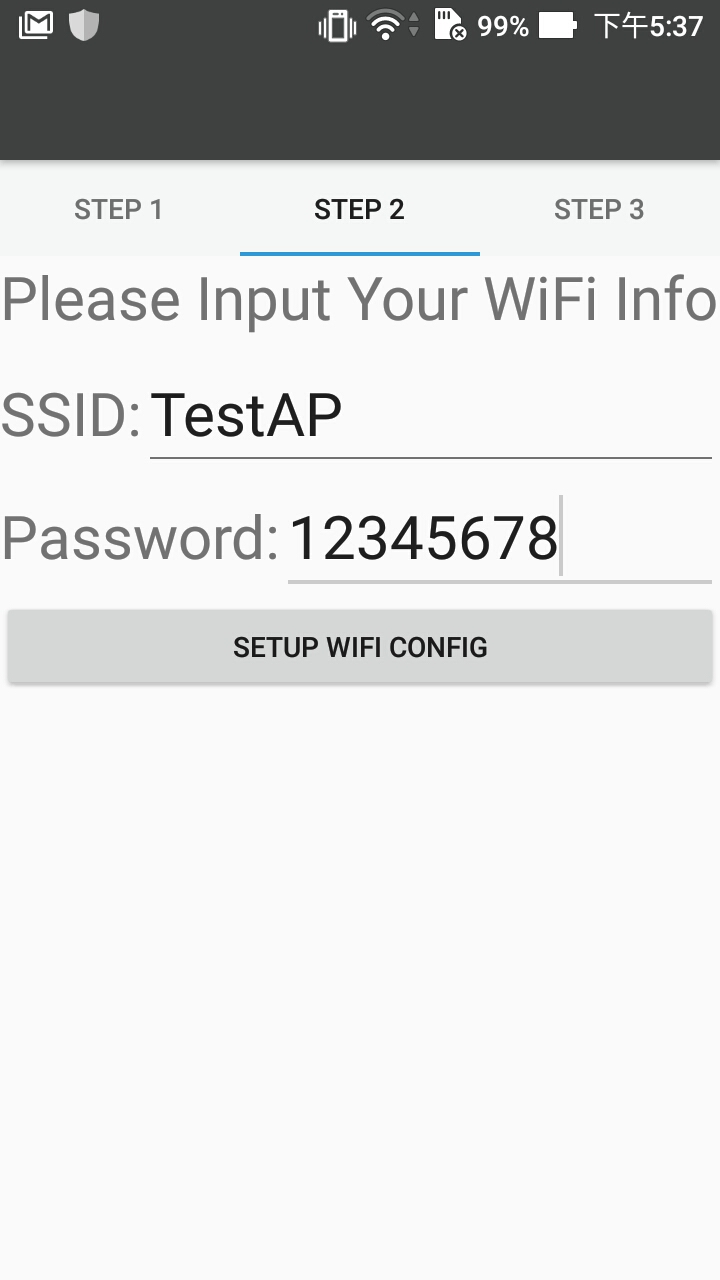 99% 下午5:37
STEP 1 STEP 2 STEP 3
Please Input Your WiFi Info
SSID: TestAP
Password: 12345678
SETUP WIFI CONFIG